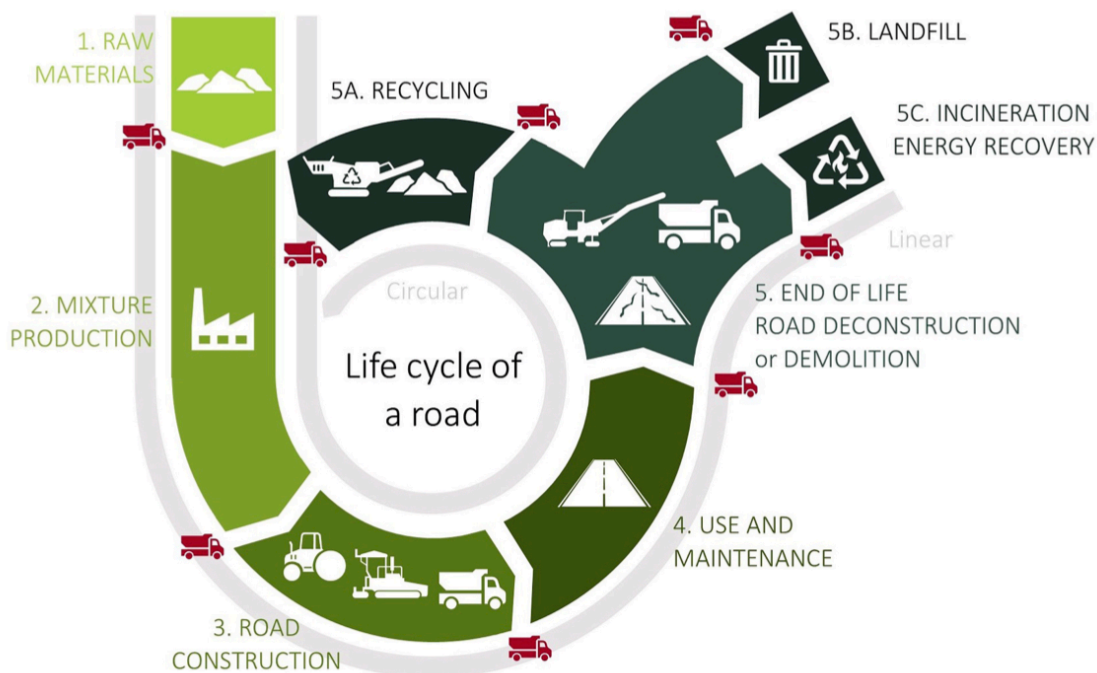 1. RAW
MATERIALS
5A. RECYCLING
5B. LANDFILL
5C. INCINERATION
ENERGY RECOVERY
Linear
Circular
2. MIXTURE
PRODUCTION
Life cycle of
a road
5. END OF LIFE
ROAD DECONSTRUCTION
or DEMOLITION
4. USE AND
MAINTENANCE
3. ROAD
CONSTRUCTION